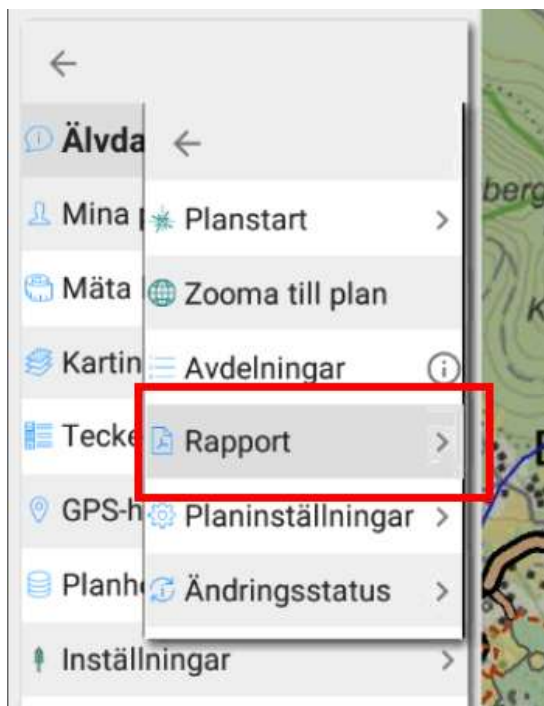 Älvda
Mina
Mäta
Kartin
Tecke
GPS-h
Planh
Inställningar
Planstart
Zooma till plan
Avdelningar
Rapport
Planinställningar
Ändringsstatus
berg
K